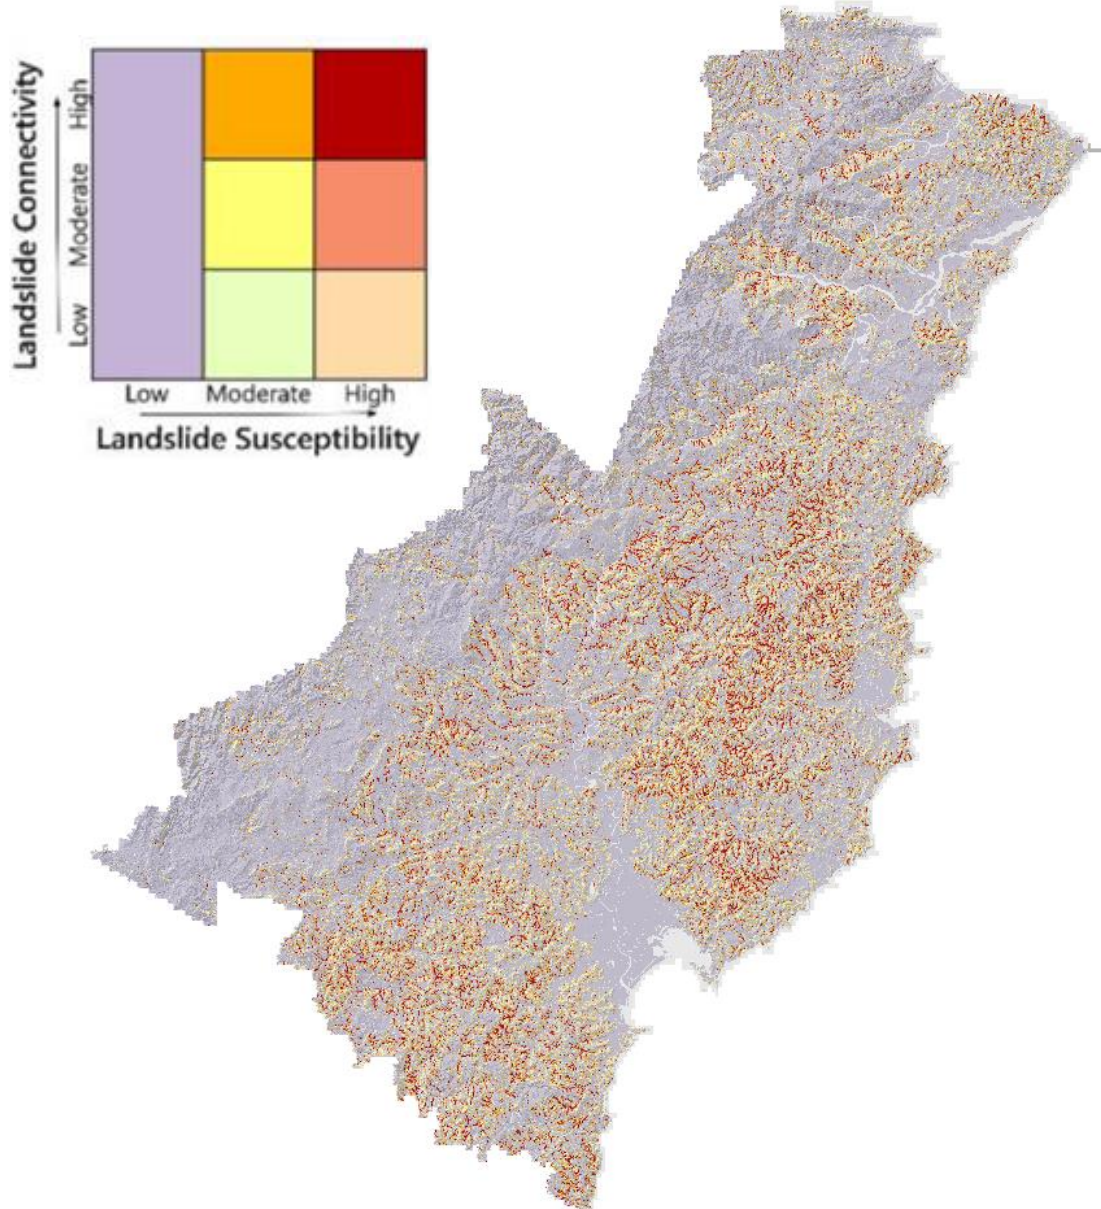 Landslide Connectivity
High
Moderate
Low
Low Moderate High
Landslide Susceptibility